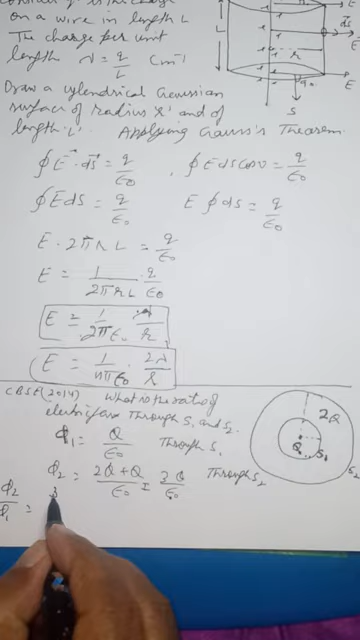 on a wire in length L
The charge per unit
length λ = q/L Cm⁻¹
Draw a cylindrical Gaussian
surface of radius 'r' and of
length 'L'. Applying Gauss's Theorem
∮E⃗·ds⃗ = q/ε₀ , ∮E ds cos0 = q/ε₀
∮E ds = q/ε₀ E∮ds = q/ε₀
E · 2πrL = q/ε₀
E = 1/2πrL · q/ε₀
E = 1/2πε₀ λ/r
E = 1/4πε₀ · 2λ/r
CBSE (2014) What is the ratio of
electric flux Through S₁ and S₂.
ϕ₁ = Q/ε₀ Through S₁
ϕ₂ = 2Q+Q/ε₀ = 3Q/ε₀ Through S₂
ϕ₂/ϕ₁ = 3
L
r
E
E
S
2Q
Q
S₁
S₂